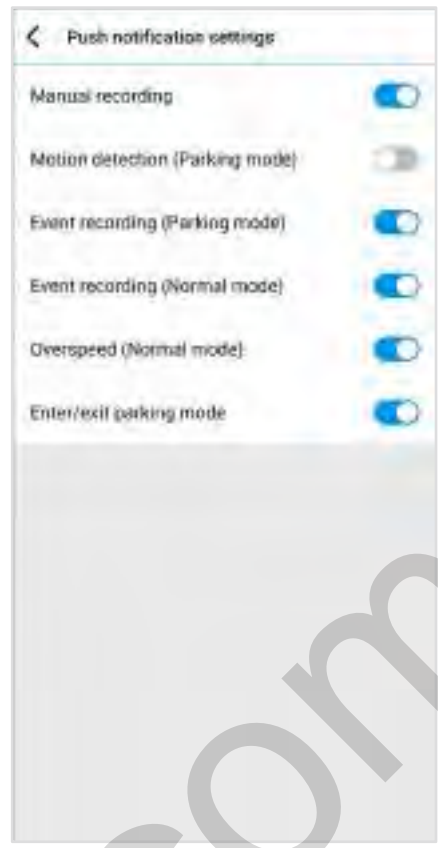 Push notification settings
Manual recording
Motion detection (Parking mode)
Event recording (Parking mode)
Event recording (Normal mode)
Overspeed (Normal mode)
Enter/exit parking mode
com